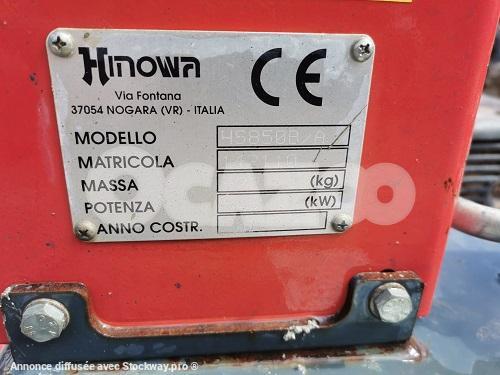 Hinowa CE
Via Fontana
37054 NOGARA (VR) - ITALIA
MODELLO HS850R/A
MATRICOLA
MASSA (kg)
POTENZA (kW)
ANNO COSTR.
Annonce diffusée avec Stockway.pro ®